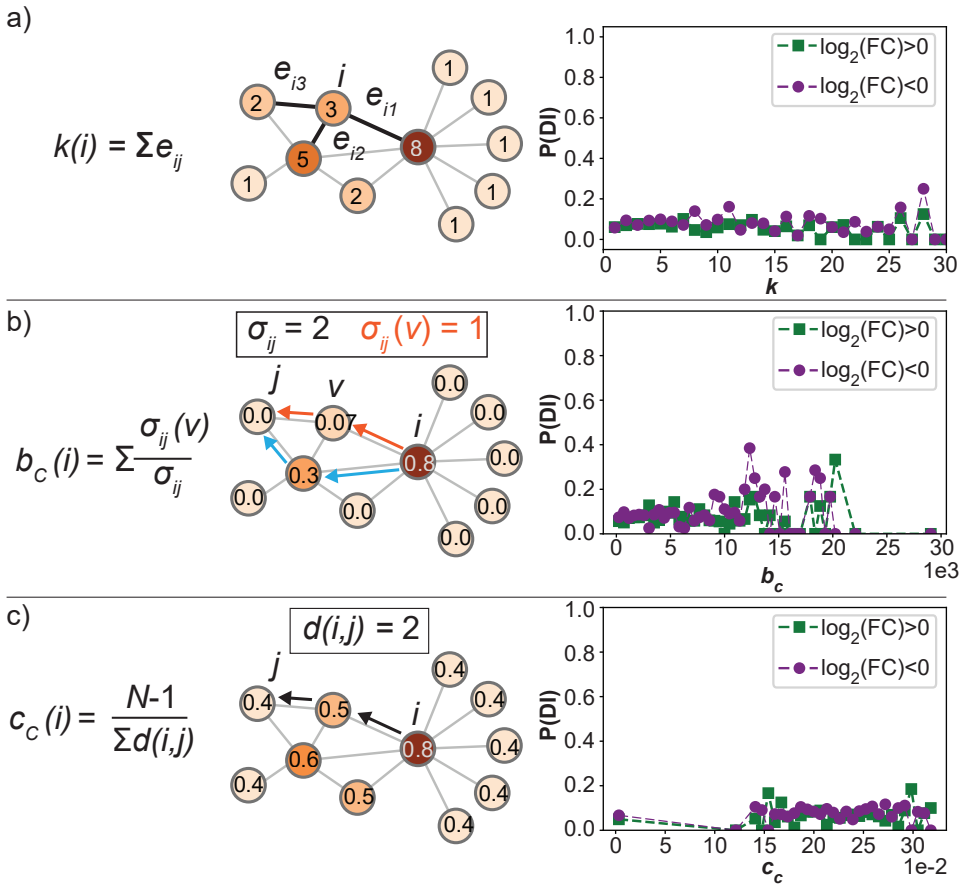 a)
k(i) = Σe_ij
e_i3
i
e_i1
e_i2
2
3
5
8
1
2
1
1
1
1
1
1
1.0
0.8
0.6
0.4
0.2
0.0
P(DI)
log2(FC)>0
log2(FC)<0
0 5 10 15 20 25 30
k
b)
σ_ij = 2 σ_ij(v) = 1
b_C(i) = Σ σ_ij(v) / σ_ij
j
v
i
0.0
0.07
0.3
0.8
0.0
0.0
0.0
0.0
0.0
0.0
0.0
1.0
0.8
0.6
0.4
0.2
0.0
P(DI)
log2(FC)>0
log2(FC)<0
0 5 10 15 20 25 30
b_c
1e3
c)
d(i,j) = 2
c_C(i) = N-1 / Σd(i,j)
j
i
0.4
0.5
0.6
0.8
0.4
0.5
0.4
0.4
0.4
0.4
0.4
1.0
0.8
0.6
0.4
0.2
0.0
P(DI)
log2(FC)>0
log2(FC)<0
0 5 10 15 20 25 30
c_c
1e-2